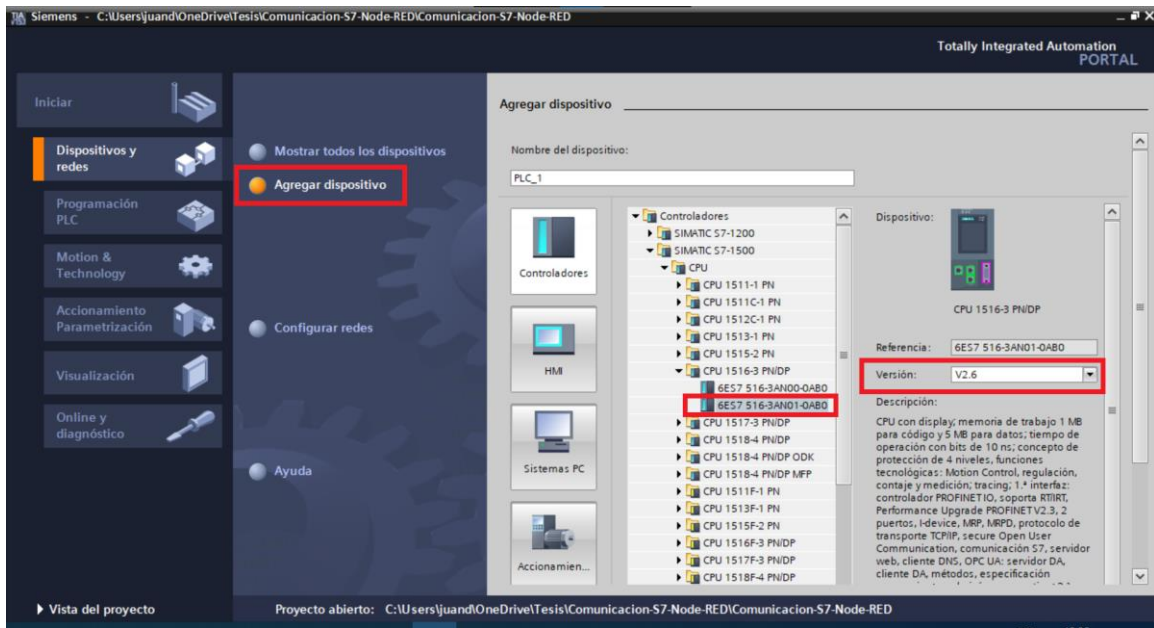 Siemens - C:\Users\juand\OneDrive\Tesis\Comunicacion-S7-Node-RED\Comunicacion-S7-Node-RED
Totally Integrated Automation
PORTAL
Iniciar
Dispositivos y
redes
Programación
PLC
Motion &
Technology
Accionamiento
Parametrización
Visualización
Online y
diagnóstico
Mostrar todos los dispositivos
Agregar dispositivo
Configurar redes
Ayuda
Agregar dispositivo
Nombre del dispositivo:
PLC_1
Controladores
HMI
Sistemas PC
Accionamien...
Controladores
SIMATIC S7-1200
SIMATIC S7-1500
CPU
CPU 1511-1 PN
CPU 1511C-1 PN
CPU 1512C-1 PN
CPU 1513-1 PN
CPU 1515-2 PN
CPU 1516-3 PN/DP
6ES7 516-3AN00-0AB0
6ES7 516-3AN01-0AB0
CPU 1517-3 PN/DP
CPU 1518-4 PN/DP
CPU 1518-4 PN/DP ODK
CPU 1518-4 PN/DP MFP
CPU 1511F-1 PN
CPU 1513F-1 PN
CPU 1515F-2 PN
CPU 1516F-3 PN/DP
CPU 1517F-3 PN/DP
CPU 1518F-4 PN/DP
Dispositivo:
CPU 1516-3 PN/DP
Referencia: 6ES7 516-3AN01-0AB0
Versión: V2.6
Descripción:
CPU con display; memoria de trabajo 1 MB
para código y 5 MB para datos; tiempo de
operación con bits de 10 ns; concepto de
protección de 4 niveles, funciones
tecnológicas: Motion Control, regulación,
contaje y medición; tracing; 1.ª interfaz:
controlador PROFINET IO, soporta RT/IRT,
Performance Upgrade PROFINET V2.3, 2
puertos, I-device, MRP, MRPD, protocolo de
transporte TCP/IP, secure Open User
Communication, comunicación S7, servidor
web, cliente DNS, OPC UA: servidor DA,
cliente DA, métodos, especificación
Vista del proyecto
Proyecto abierto: C:\Users\juand\OneDrive\Tesis\Comunicacion-S7-Node-RED\Comunicacion-S7-Node-RED